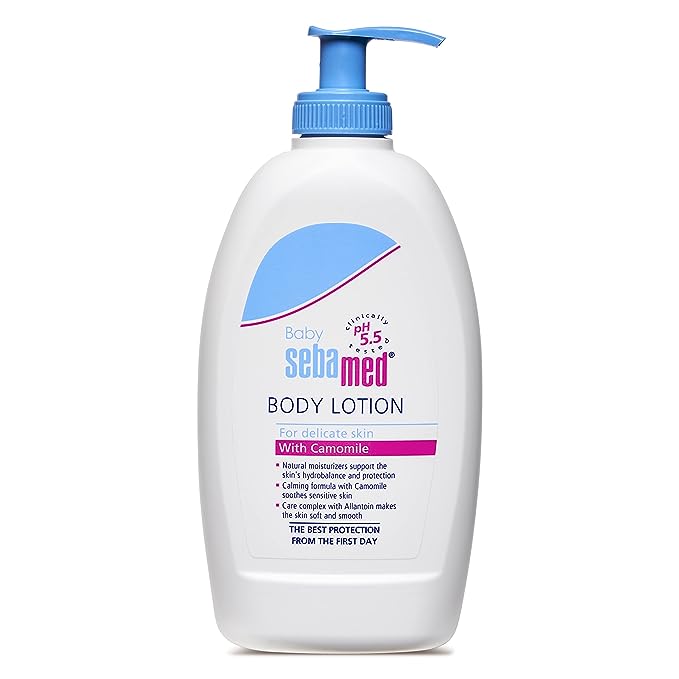 Baby
clinically
pH
5.5
tested
sebamed®
BODY LOTION
For delicate skin
With Camomile
▪ Natural moisturizers support the
skin's hydrobalance and protection
▪ Calming formula with Camomile
soothes sensitive skin
▪ Care complex with Allantoin makes
the skin soft and smooth
THE BEST PROTECTION
FROM THE FIRST DAY